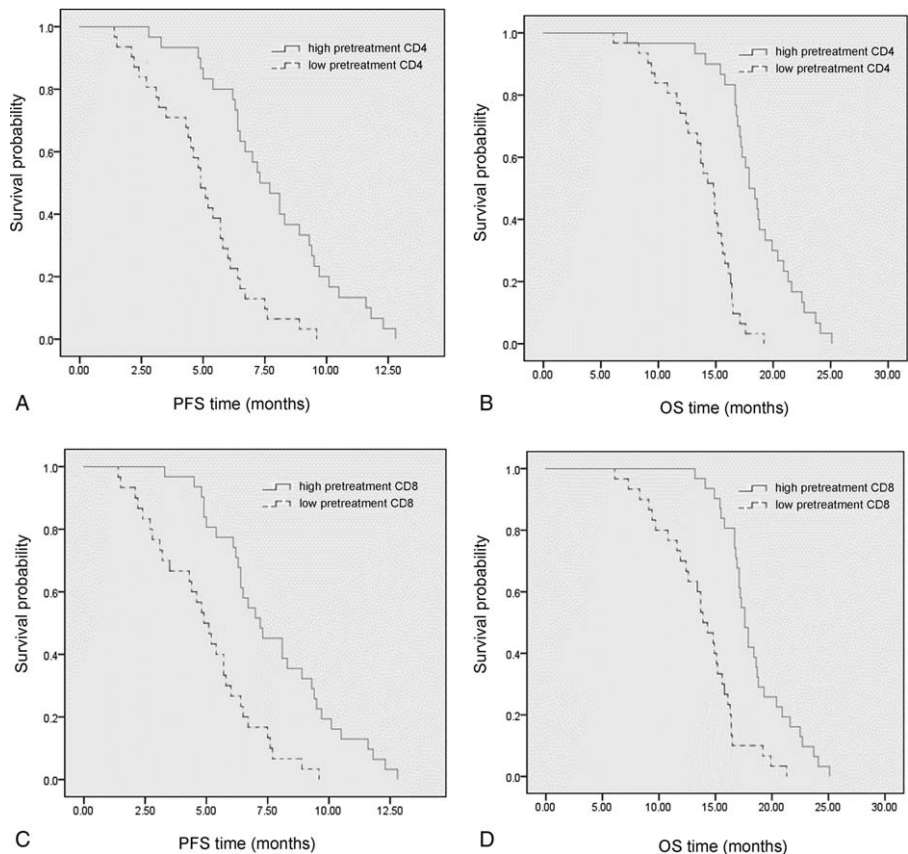 high pretreatment CD4
low pretreatment CD4
Survival probability
1.0
0.8
0.6
0.4
0.2
0.0
0.00 2.50 5.00 7.50 10.00 12.50
PFS time (months)
A
high pretreatment CD4
low pretreatment CD4
Survival probability
1.0
0.8
0.6
0.4
0.2
0.0
0.00 5.00 10.00 15.00 20.00 25.00 30.00
OS time (months)
B
high pretreatment CD8
low pretreatment CD8
Survival probability
1.0
0.8
0.6
0.4
0.2
0.0
0.00 2.50 5.00 7.50 10.00 12.50
PFS time (months)
C
high pretreatment CD8
low pretreatment CD8
Survival probability
1.0
0.8
0.6
0.4
0.2
0.0
0.00 5.00 10.00 15.00 20.00 25.00 30.00
OS time (months)
D